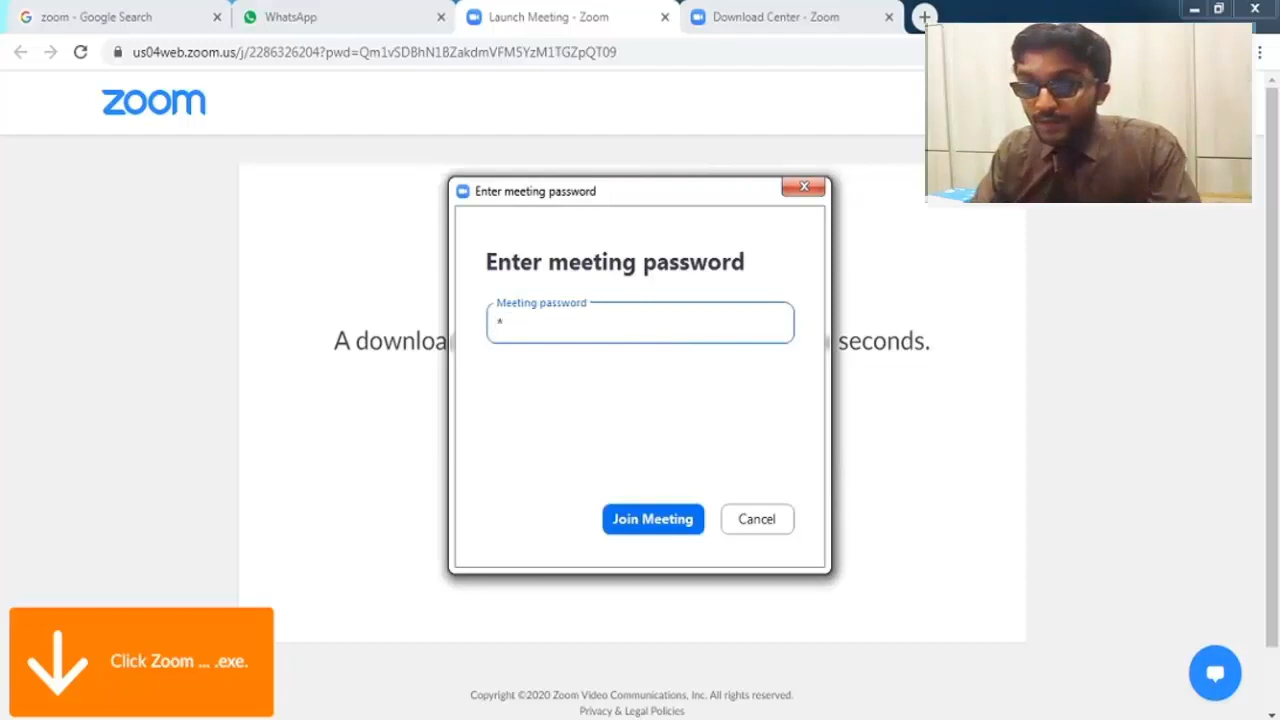 zoom - Google Search
WhatsApp
Launch Meeting - Zoom
Download Center - Zoom
us04web.zoom.us/j/2286326204?pwd=Qm1vSDBhN1BZakdmVFM5YzM1TGZpQT09
zoom
Enter meeting password
Enter meeting password
Meeting password
*
A downloa
seconds.
Join Meeting
Cancel
Click Zoom ... .exe.
Copyright ©2020 Zoom Video Communications, Inc. All rights reserved.
Privacy & Legal Policies